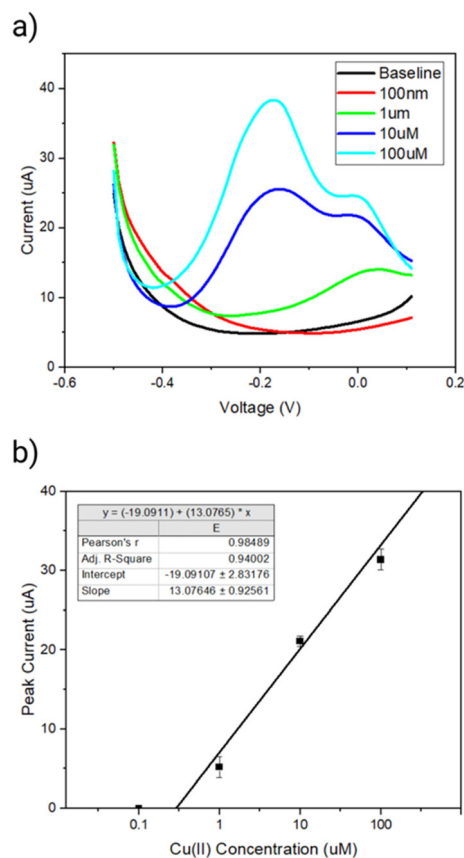 a)
Baseline
100nm
1um
10uM
100uM
Current (uA)
40
30
20
10
0
-0.6 -0.4 -0.2 0.0 0.2
Voltage (V)
b)
y = (-19.0911) + (13.0765) * x
E
Pearson's r 0.98489
Adj. R-Square 0.94002
Intercept -19.09107 ± 2.83176
Slope 13.07646 ± 0.92561
Peak Current (uA)
40
30
20
10
0
0.1 1 10 100
Cu(II) Concentration (uM)